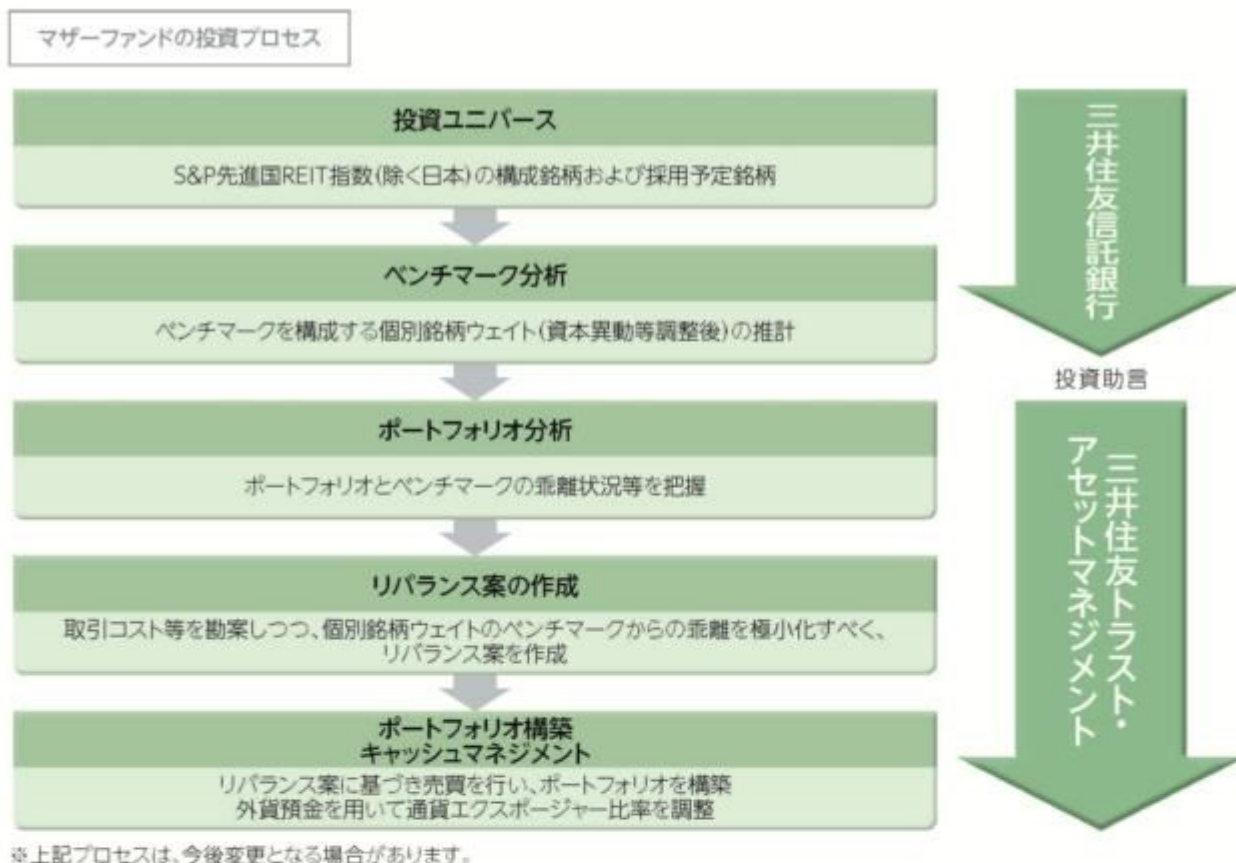 マザーファンドの投資プロセス
投資ユニバース
S&P先進国REIT指数(除く日本)の構成銘柄および採用予定銘柄
ベンチマーク分析
ベンチマークを構成する個別銘柄ウェイト(資本異動等調整後)の推計
ポートフォリオ分析
ポートフォリオとベンチマークの乖離状況等を把握
リバランス案の作成
取引コスト等を勘案しつつ、個別銘柄ウェイトのベンチマークからの乖離を極小化すべく、
リバランス案を作成
ポートフォリオ構築
キャッシュマネジメント
リバランス案に基づき売買を行い、ポートフォリオを構築
外貨預金を用いて通貨エクスポージャー比率を調整
三井住友信託銀行
投資助言
三井住友トラスト・
アセットマネジメント
※上記プロセスは、今後変更となる場合があります。